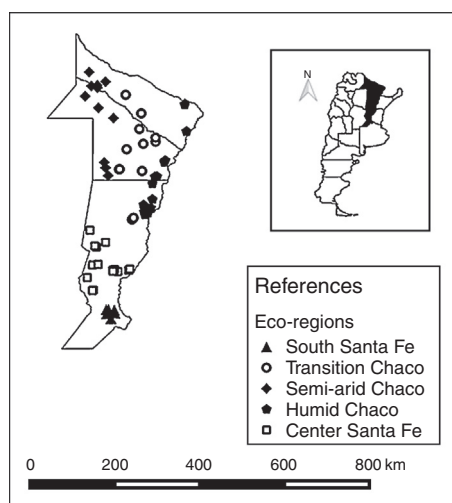 N
References
Eco-regions
South Santa Fe
Transition Chaco
Semi-arid Chaco
Humid Chaco
Center Santa Fe
0 200 400 600 800 km